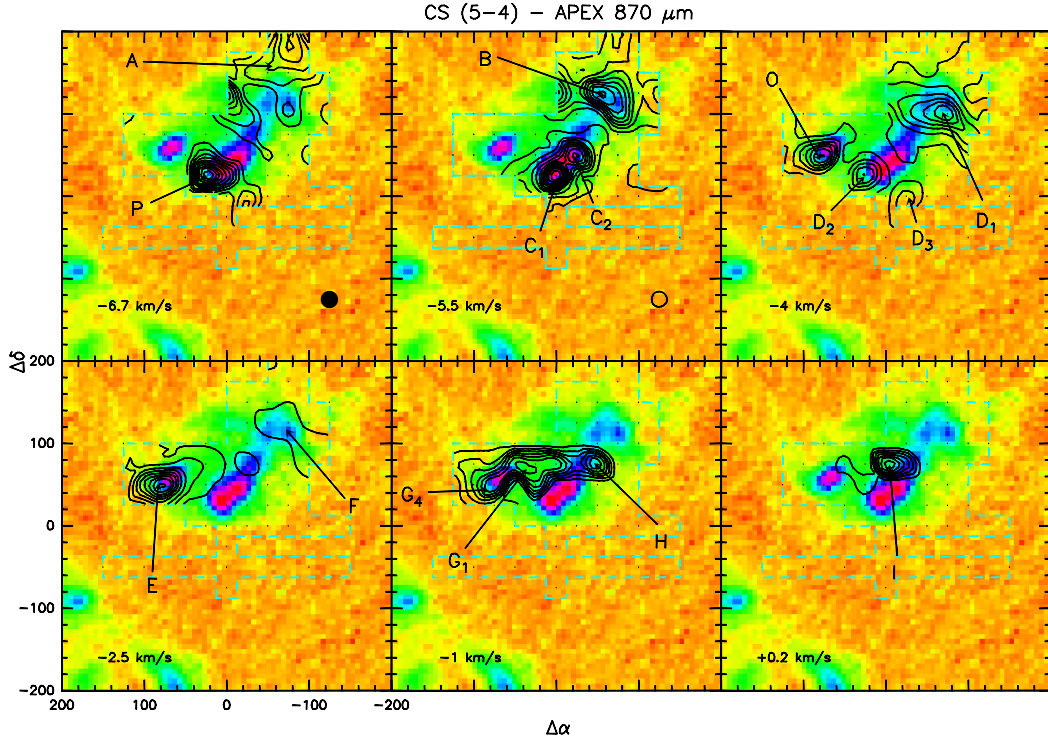 CS (5−4) − APEX 870 μm
A
P
−6.7 km/s
B
C1
C2
−5.5 km/s
O
D2
D3
D1
−4 km/s
Δδ
200
100
0
−100
−200
E
F
−2.5 km/s
G4
G1
H
−1 km/s
I
+0.2 km/s
200 100 0 −100 −200
Δα